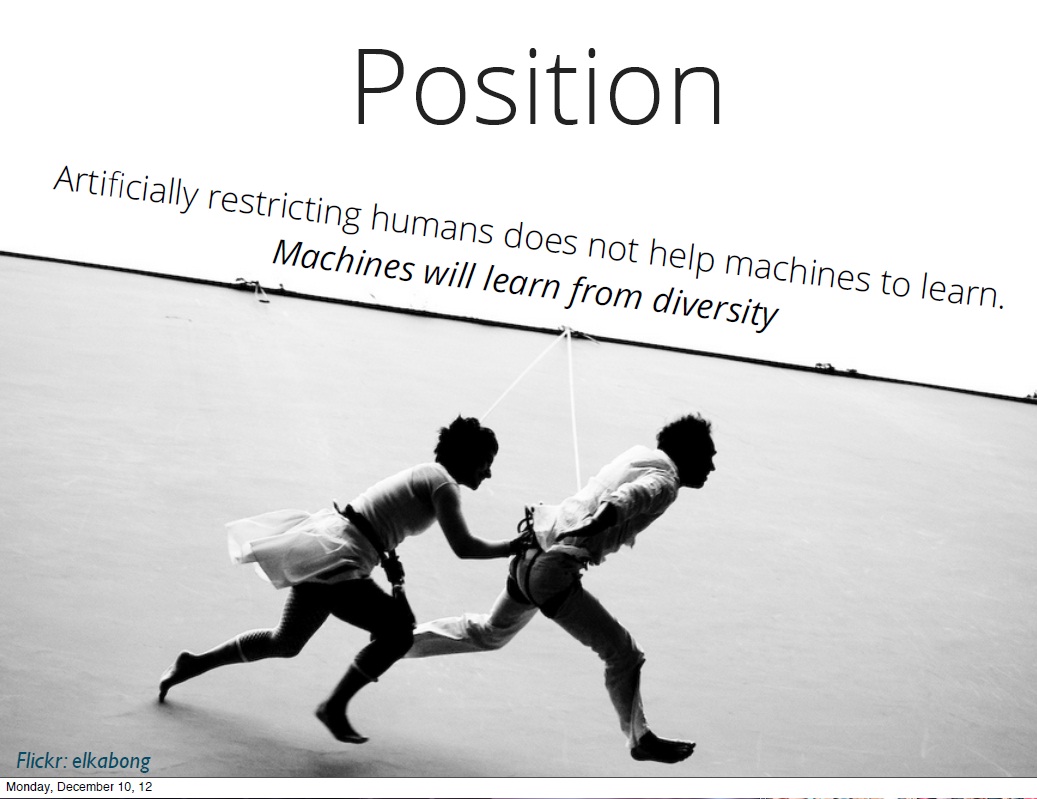 Position
Artificially restricting humans does not help machines to learn.
Machines will learn from diversity
Flickr: elkabong
Monday, December 10, 12